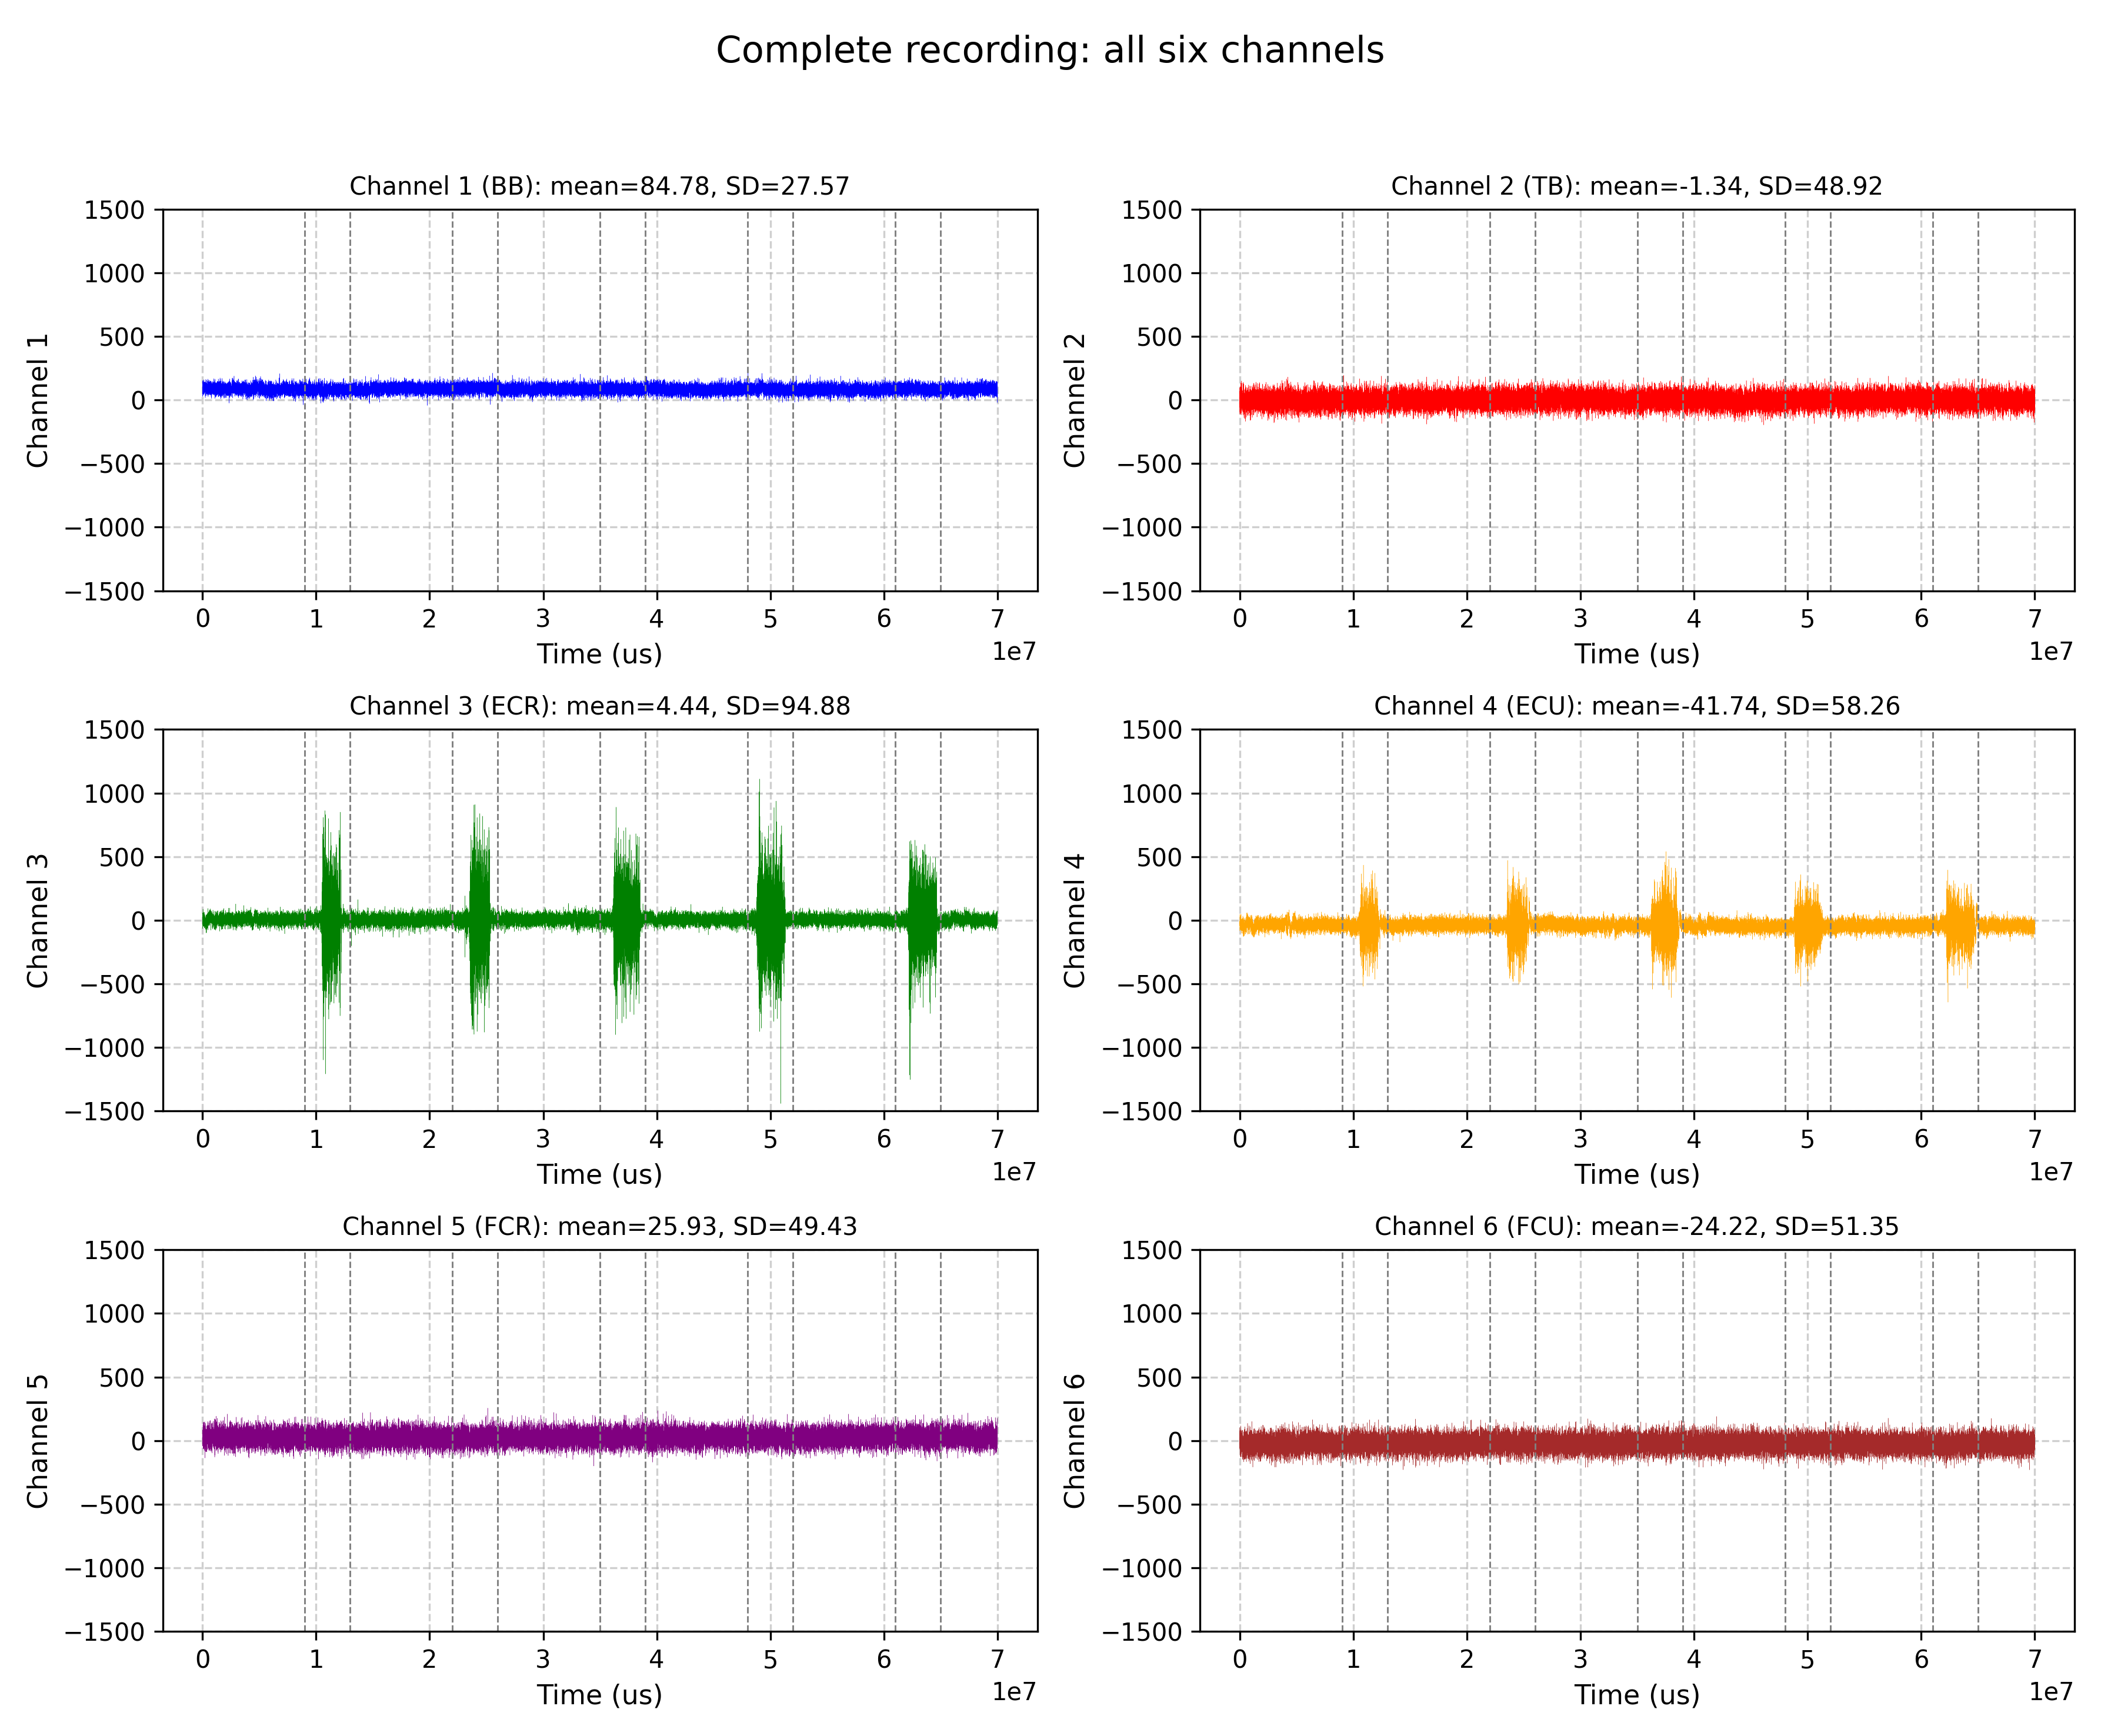 Complete recording: all six channels
Channel 1 (BB): mean=84.78, SD=27.57
Channel 1
1500
1000
500
0
−500
−1000
−1500
0 1 2 3 4 5 6 7
Time (us)
1e7
Channel 2 (TB): mean=-1.34, SD=48.92
Channel 2
1500
1000
500
0
−500
−1000
−1500
0 1 2 3 4 5 6 7
Time (us)
1e7
Channel 3 (ECR): mean=4.44, SD=94.88
Channel 3
1500
1000
500
0
−500
−1000
−1500
0 1 2 3 4 5 6 7
Time (us)
1e7
Channel 4 (ECU): mean=-41.74, SD=58.26
Channel 4
1500
1000
500
0
−500
−1000
−1500
0 1 2 3 4 5 6 7
Time (us)
1e7
Channel 5 (FCR): mean=25.93, SD=49.43
Channel 5
1500
1000
500
0
−500
−1000
−1500
0 1 2 3 4 5 6 7
Time (us)
1e7
Channel 6 (FCU): mean=-24.22, SD=51.35
Channel 6
1500
1000
500
0
−500
−1000
−1500
0 1 2 3 4 5 6 7
Time (us)
1e7